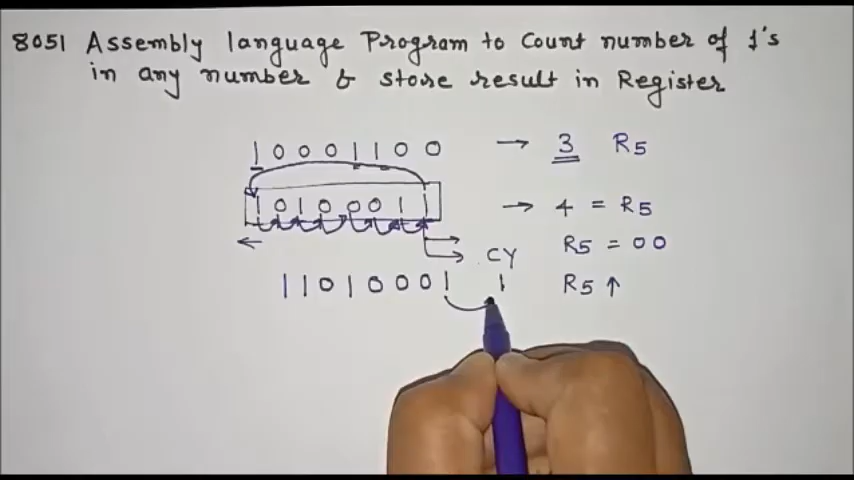 8051 Assembly language Program to Count number of 1's
in any number & store result in Register
10001100 → 3 R5
10100011 → 4 = R5
CY R5 = 00
11010001 1 R5 ↑